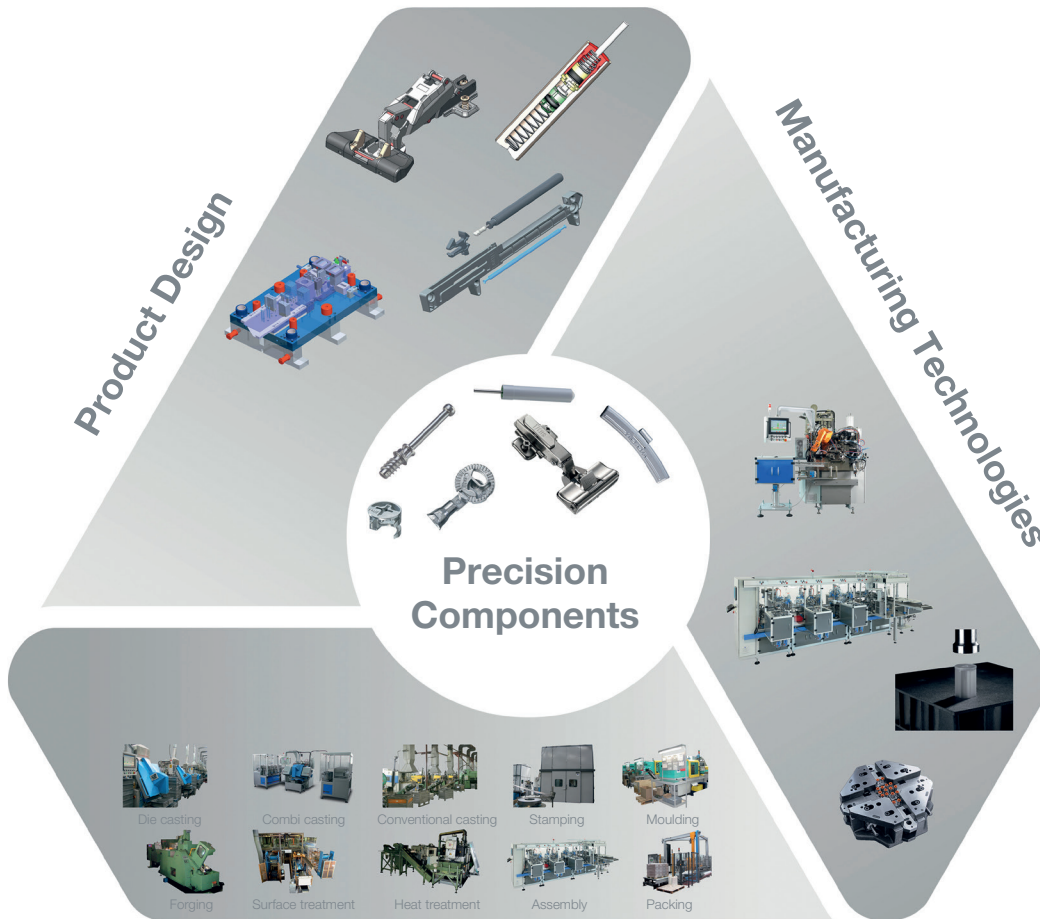 Product Design
Manufacturing Technologies
Precision
Components
Die casting
Combi casting
Conventional casting
Stamping
Moulding
Forging
Surface treatment
Heat treatment
Assembly
Packing